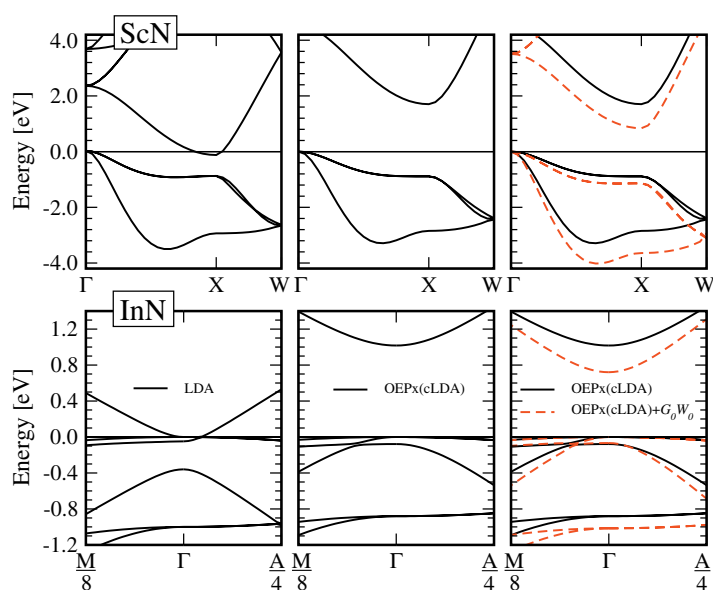 ScN
Energy [eV]
4.0
2.0
0.0
-2.0
-4.0
Γ X W
Γ X W
Γ X W
InN
Energy [eV]
1.2
0.8
0.4
0.0
-0.4
-0.8
-1.2
LDA
OEPx(cLDA)
OEPx(cLDA)
OEPx(cLDA)+G₀W₀
M/8 Γ A/4
M/8 Γ A/4
M/8 Γ A/4